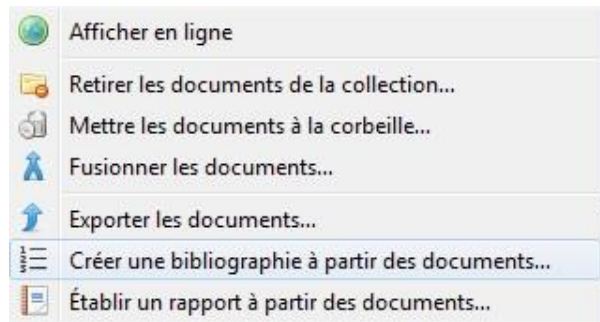 Afficher en ligne
Retirer les documents de la collection...
Mettre les documents à la corbeille...
Fusionner les documents...
Exporter les documents...
Créer une bibliographie à partir des documents...
Établir un rapport à partir des documents...